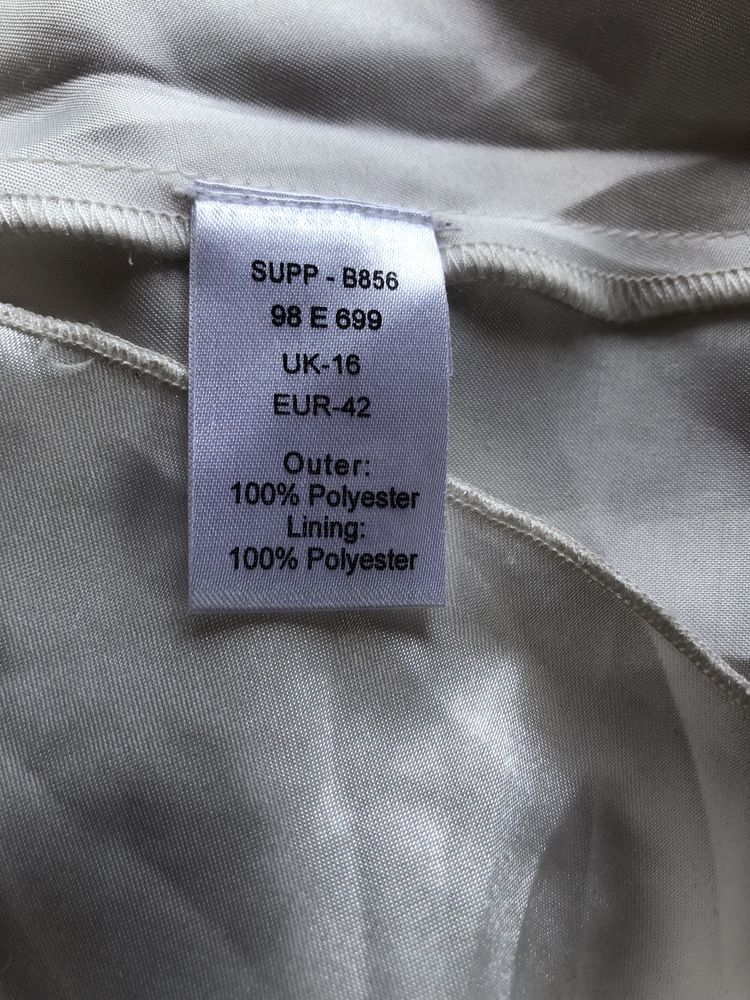 SUPP - B856
98 E 699
UK-16
EUR-42
Outer:
100% Polyester
Lining:
100% Polyester